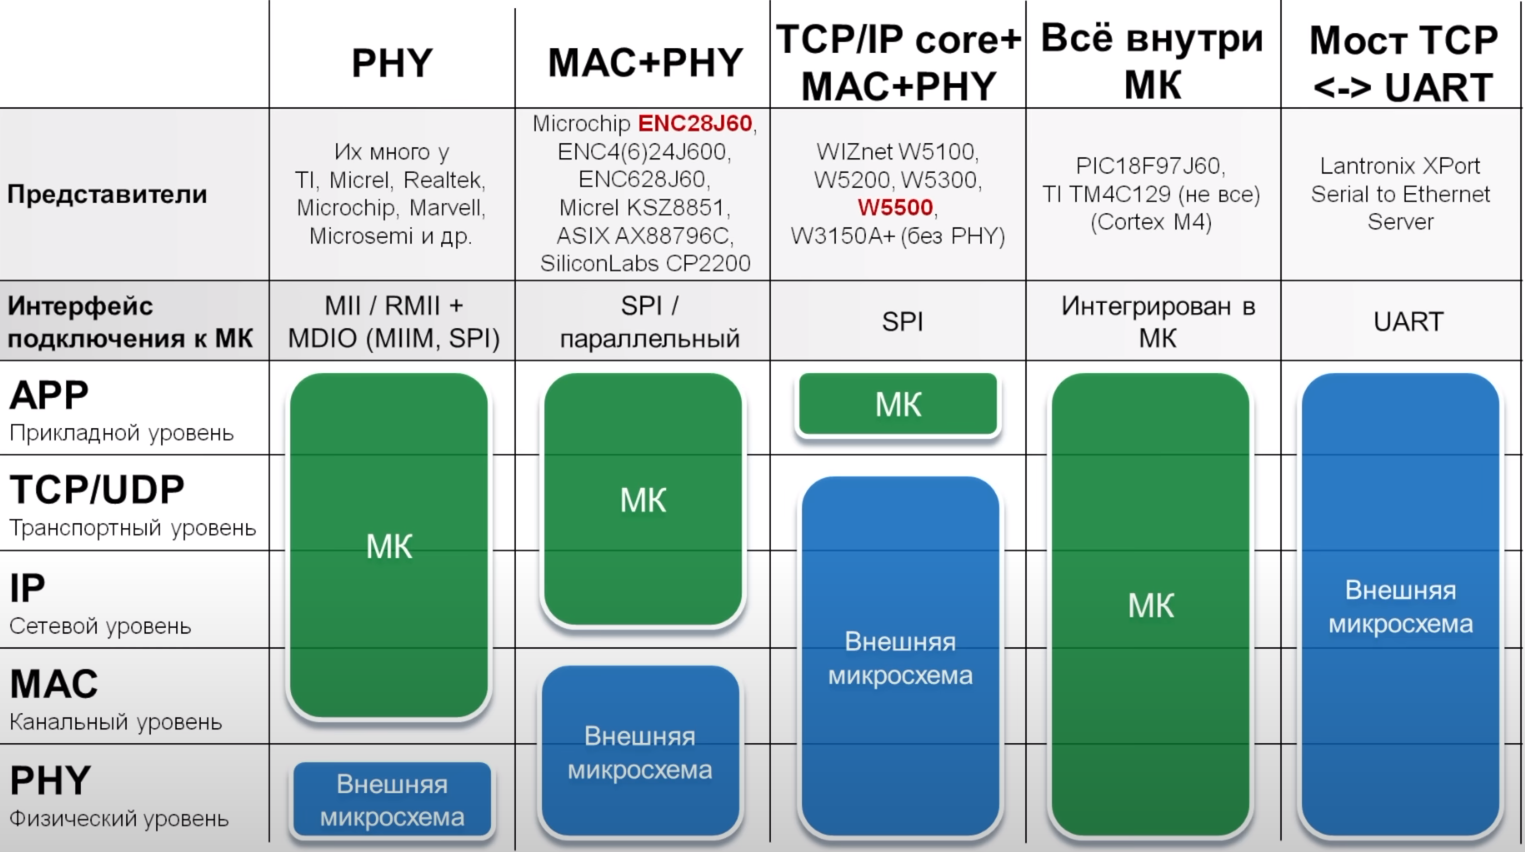 PHY
MAC+PHY
TCP/IP core+
MAC+PHY
Всё внутри
МК
Мост TCP
<-> UART
Представители
Их много у
TI, Micrel, Realtek,
Microchip, Marvell,
Microsemi и др.
Microchip ENC28J60,
ENC4(6)24J600,
ENC628J60,
Micrel KSZ8851,
ASIX AX88796C,
SiliconLabs CP2200
WIZnet W5100,
W5200, W5300,
W5500,
W3150A+ (без PHY)
PIC18F97J60,
TI TM4C129 (не все)
(Cortex M4)
Lantronix XPort
Serial to Ethernet
Server
Интерфейс
подключения к МК
MII / RMII +
MDIO (MIIM, SPI)
SPI /
параллельный
SPI
Интегрирован в
МК
UART
APP
Прикладной уровень
TCP/UDP
Транспортный уровень
IP
Сетевой уровень
MAC
Канальный уровень
PHY
Физический уровень
МК
Внешняя
микросхема
МК
Внешняя
микросхема
МК
Внешняя
микросхема
МК
Внешняя
микросхема